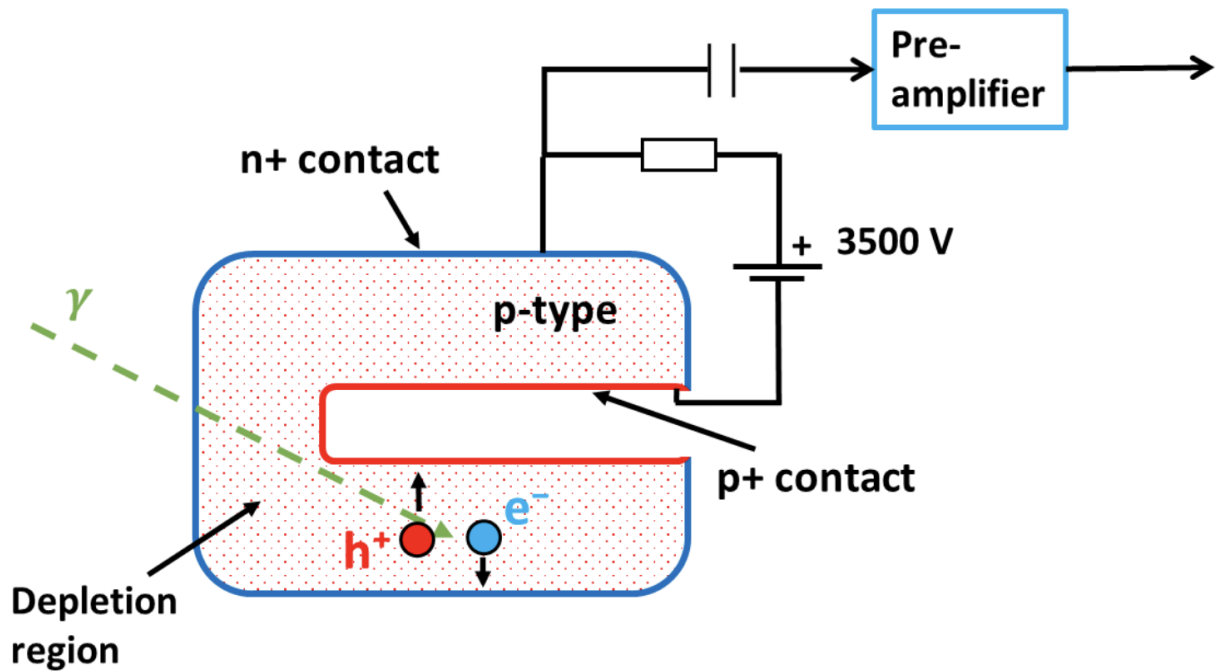 Pre-
amplifier
n+ contact
+ 3500 V
γ
p-type
p+ contact
e⁻
h⁺
Depletion
region